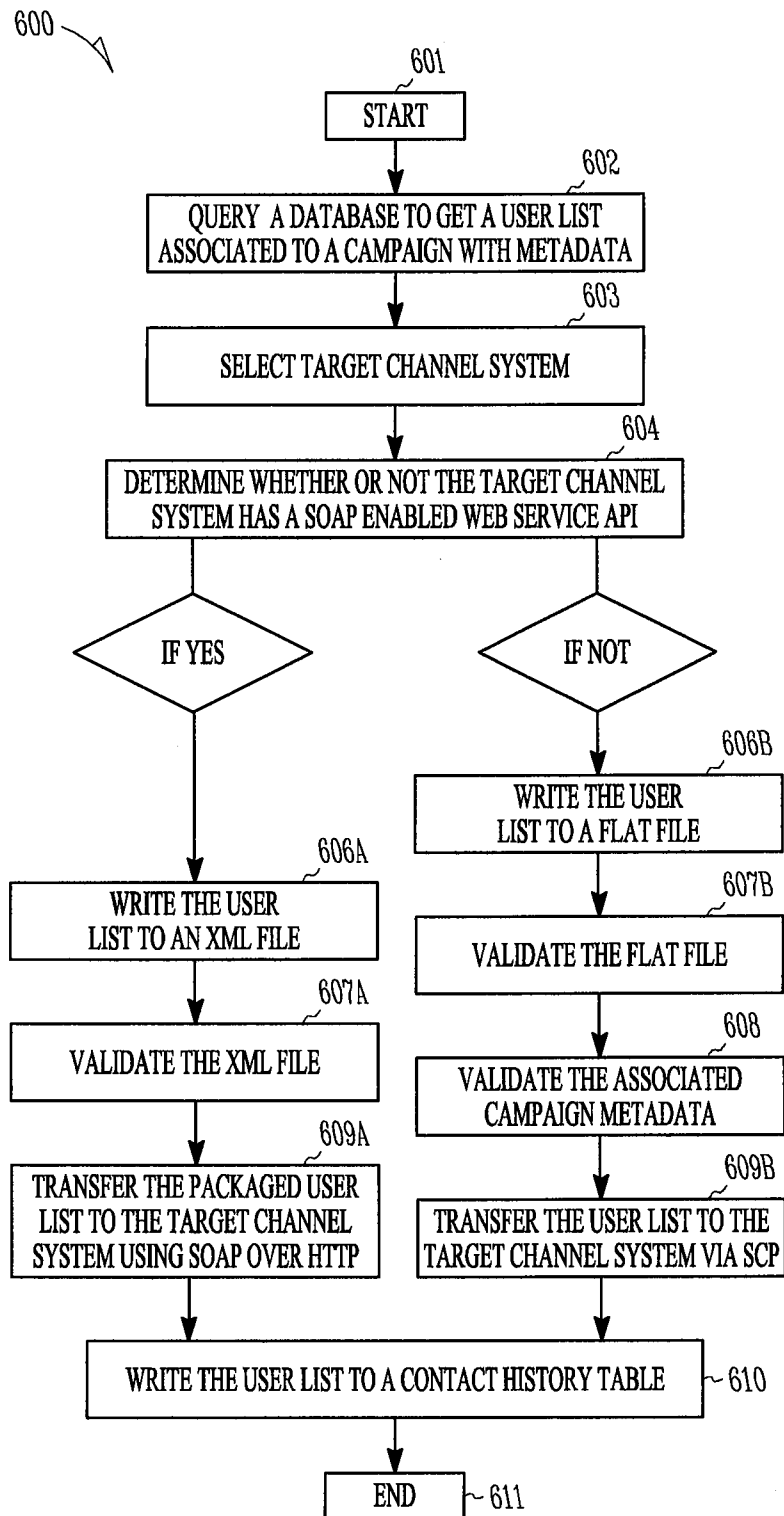 600
601
START
602
QUERY A DATABASE TO GET A USER LIST
ASSOCIATED TO A CAMPAIGN WITH METADATA
603
SELECT TARGET CHANNEL SYSTEM
604
DETERMINE WHETHER OR NOT THE TARGET CHANNEL
SYSTEM HAS A SOAP ENABLED WEB SERVICE API
IF YES
IF NOT
606B
WRITE THE USER
LIST TO A FLAT FILE
606A
WRITE THE USER
LIST TO AN XML FILE
607B
VALIDATE THE FLAT FILE
607A
VALIDATE THE XML FILE
608
VALIDATE THE ASSOCIATED
CAMPAIGN METADATA
609A
TRANSFER THE PACKAGED USER
LIST TO THE TARGET CHANNEL
SYSTEM USING SOAP OVER HTTP
609B
TRANSFER THE USER LIST TO THE
TARGET CHANNEL SYSTEM VIA SCP
WRITE THE USER LIST TO A CONTACT HISTORY TABLE
610
END
611